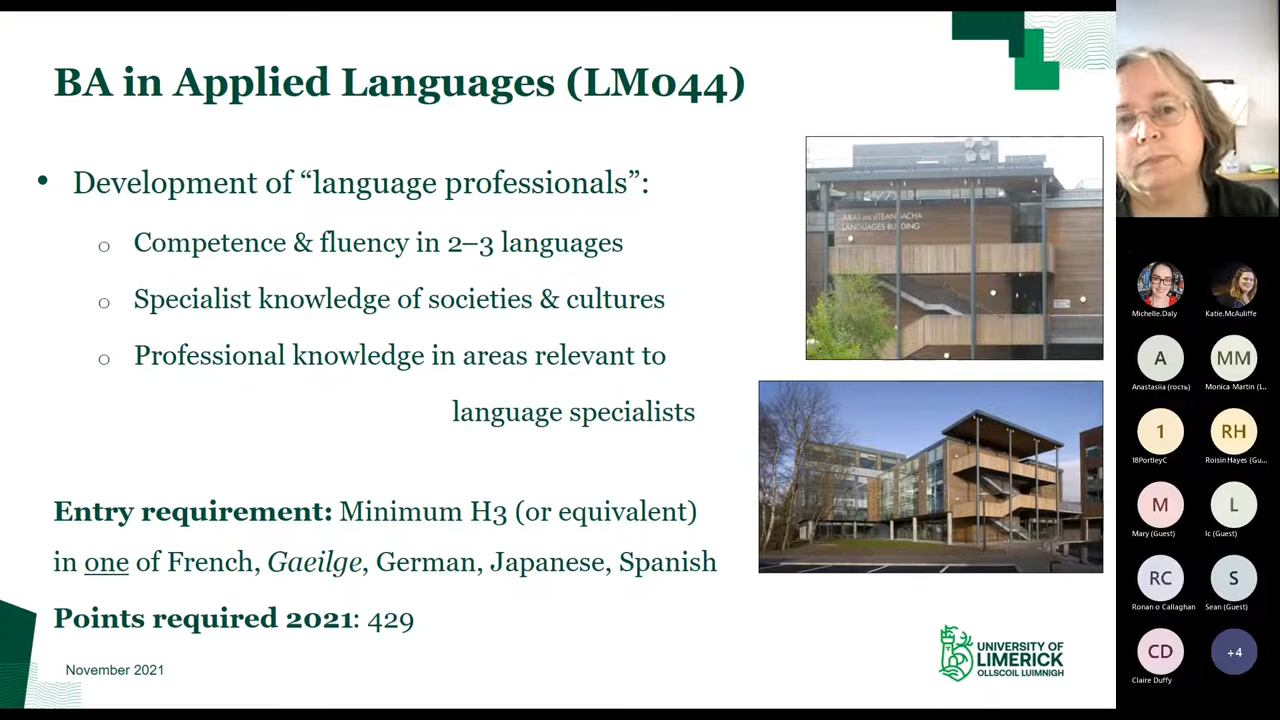 BA in Applied Languages (LM044)
• Development of “language professionals”:
○ Competence & fluency in 2–3 languages
○ Specialist knowledge of societies & cultures
○ Professional knowledge in areas relevant to
language specialists
Entry requirement: Minimum H3 (or equivalent)
in one of French, Gaeilge, German, Japanese, Spanish
Points required 2021: 429
November 2021
LANGUAGES BUILDING
UNIVERSITY OF
LIMERICK
OLLSCOIL LUIMNIGH
Michelle.Daly
Katie.McAuliffe
A
MM
Anastasiia (гость)
Monica Martin (L...
1
RH
18PortleyC
Roisin Hayes (Gu...
M
L
Mary (Guest)
lc (Guest)
RC
S
Ronan o Callaghan
Sean (Guest)
CD
+4
Claire Duffy